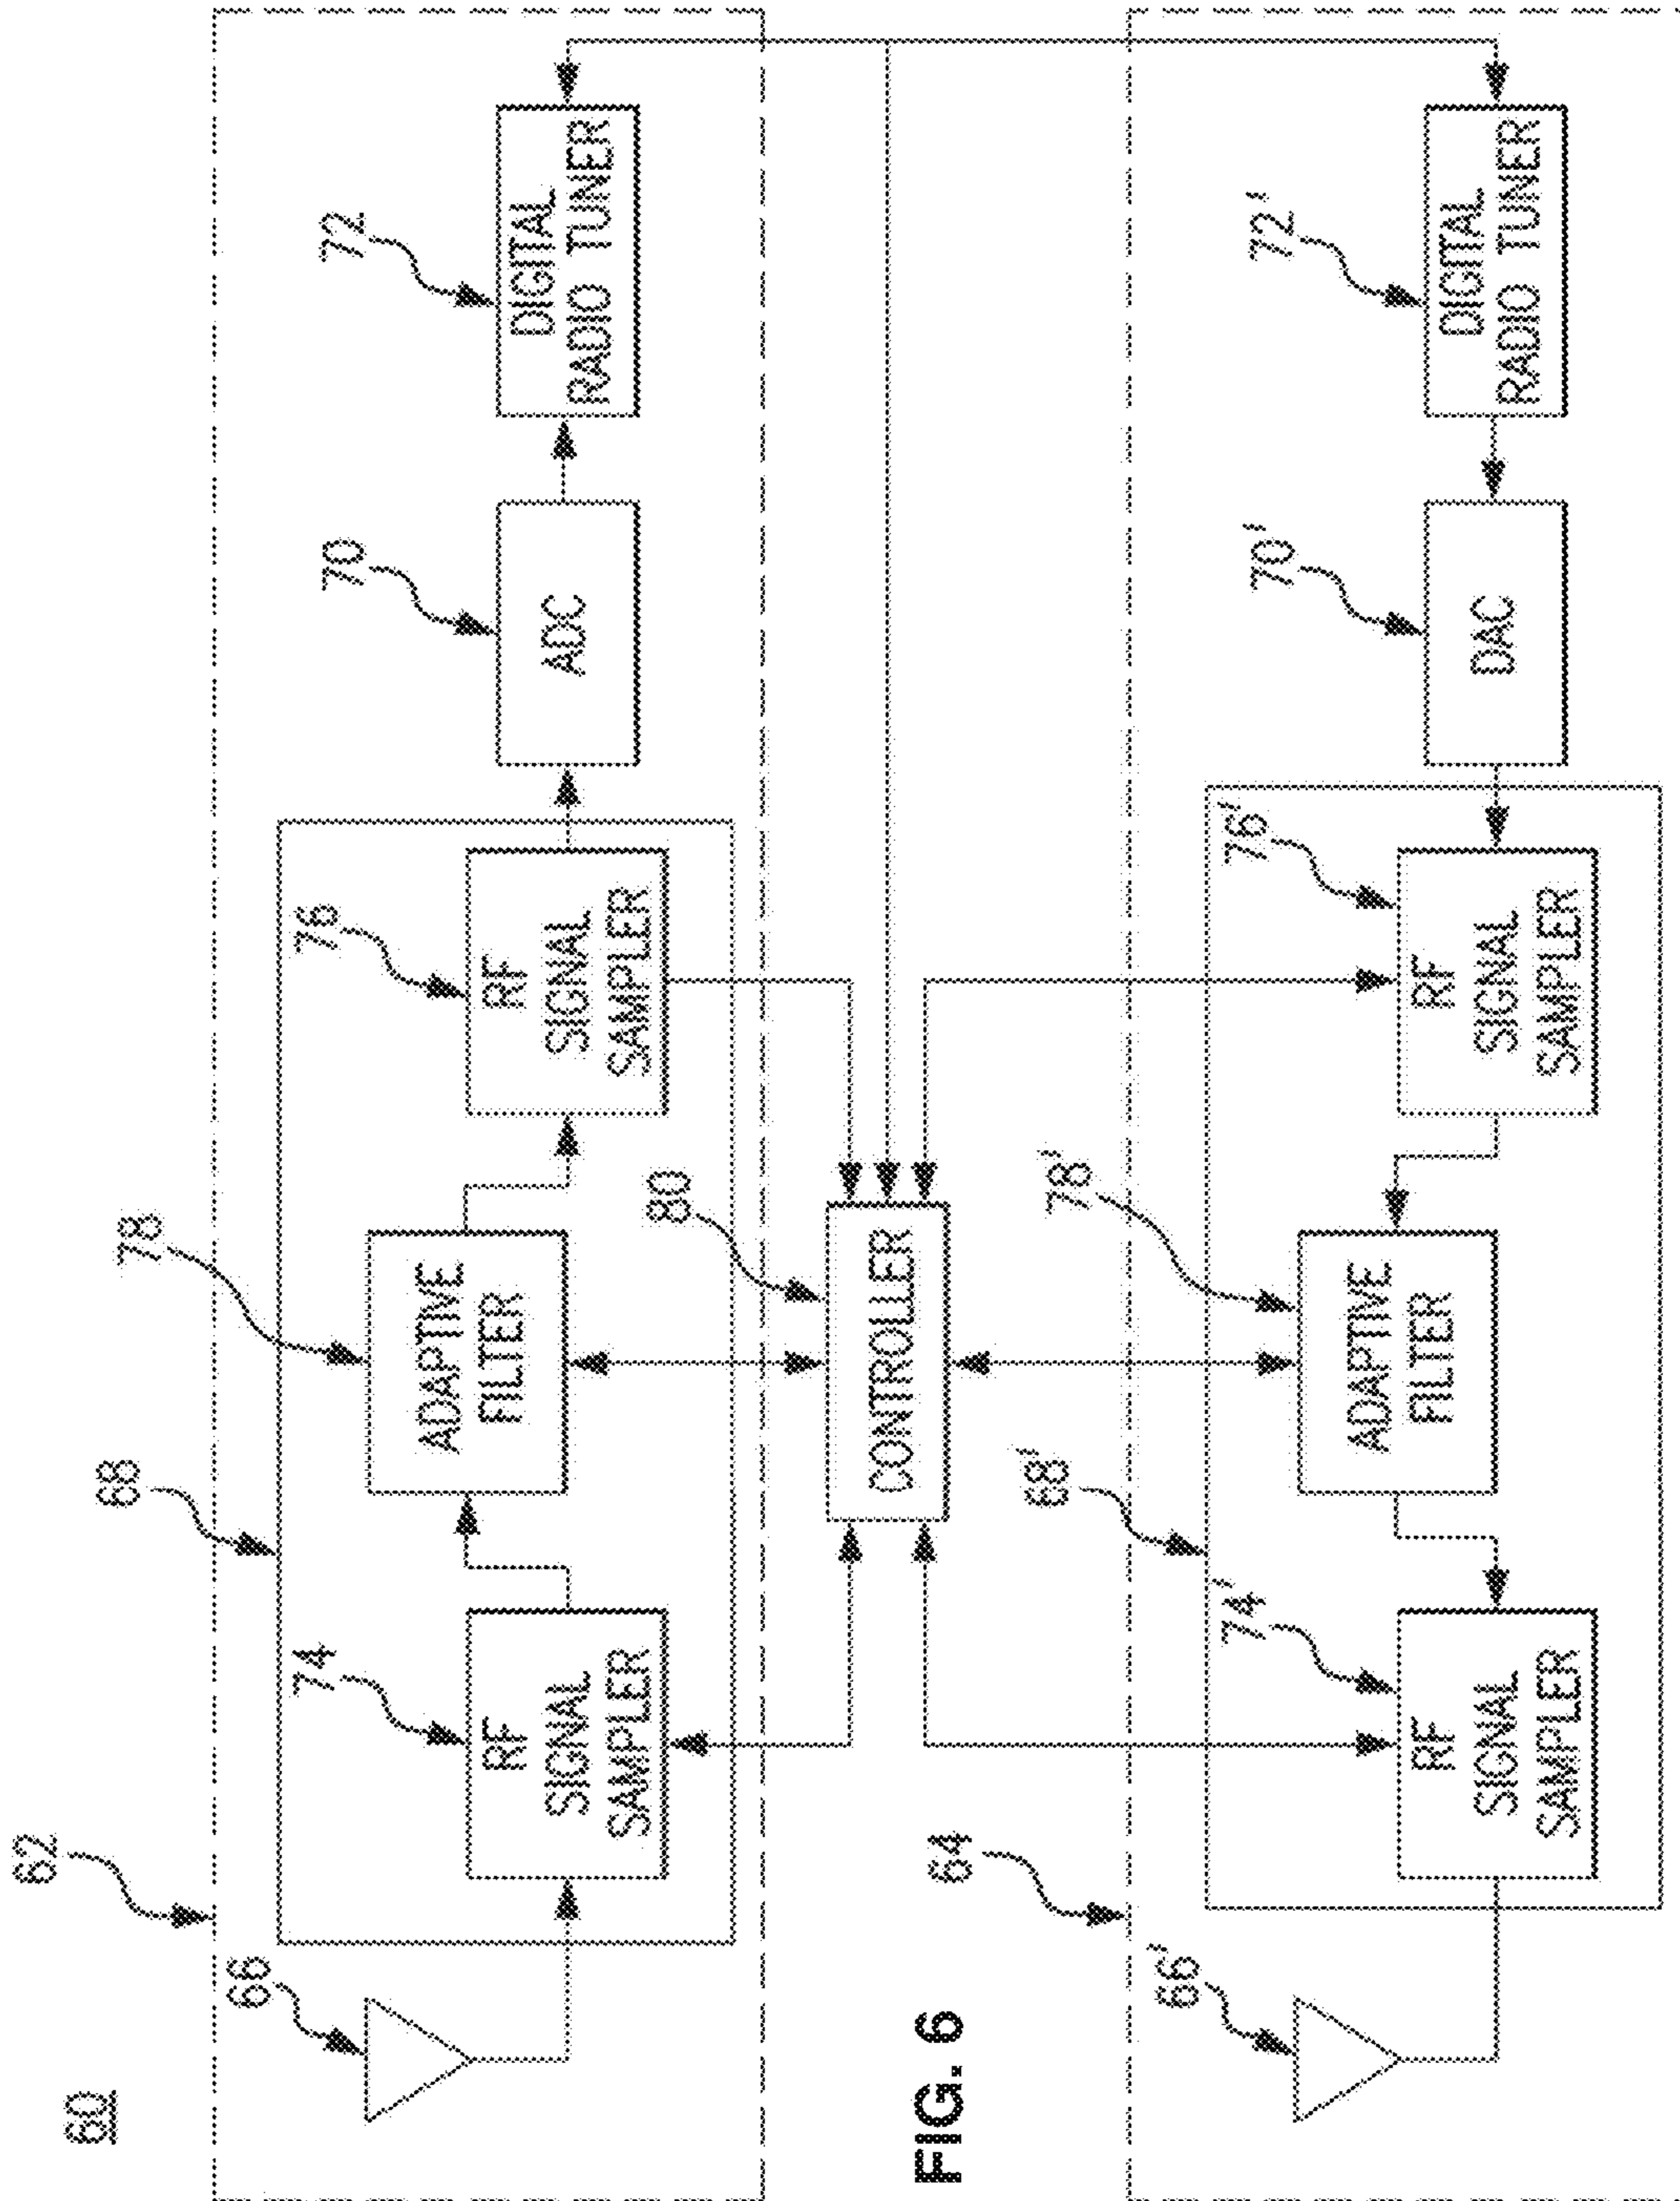 60
62
66
68
74
RF
SIGNAL
SAMPLER
78
ADAPTIVE
FILTER
76
RF
SIGNAL
SAMPLER
70
ADC
72
DIGITAL
RADIO TUNER
80
CONTROLLER
FIG. 6
64
66'
68'
74'
RF
SIGNAL
SAMPLER
78'
ADAPTIVE
FILTER
76'
RF
SIGNAL
SAMPLER
70'
DAC
72'
DIGITAL
RADIO TUNER